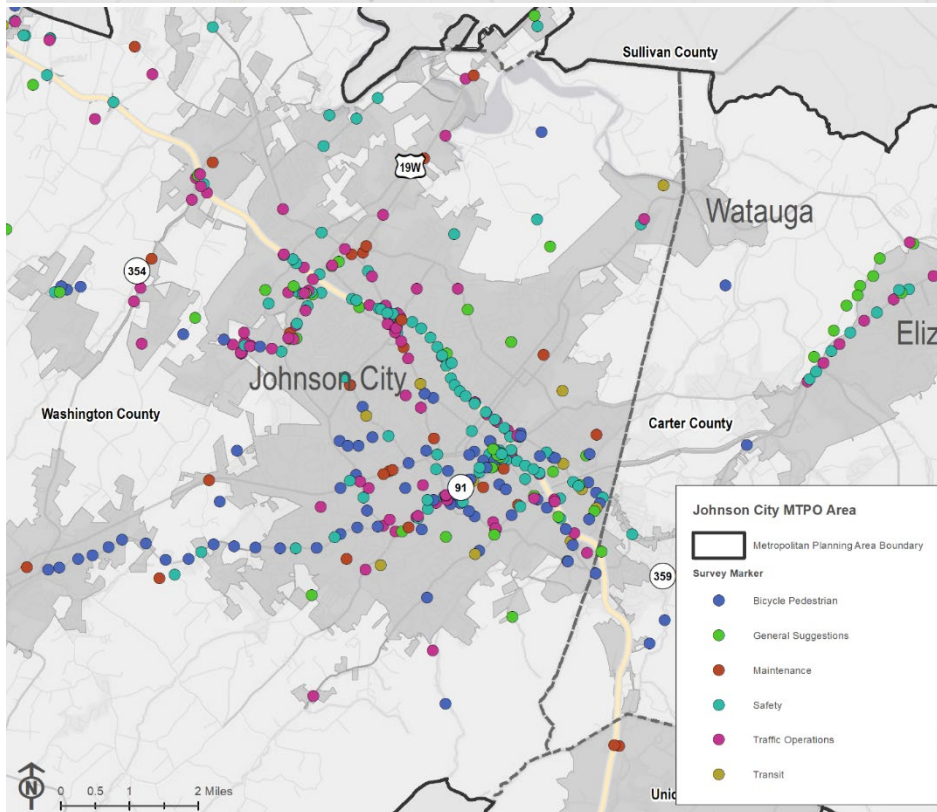 Sullivan County
19W
Watauga
354
Eliz
Johnson City
Washington County
Carter County
91
Johnson City MTPO Area
Metropolitan Planning Area Boundary
Survey Marker
359
Bicycle Pedestrian
General Suggestions
Maintenance
Safety
Traffic Operations
Transit
N
0 0.5 1 2 Miles
Unic